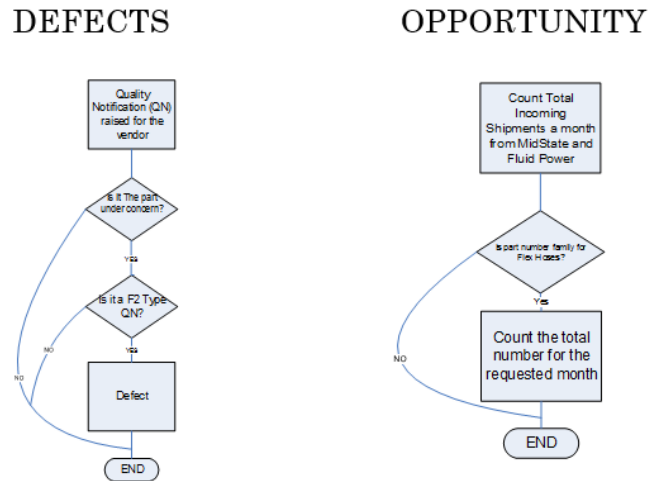 DEFECTS
Quality
Notification (QN)
raised for the
vendor
Is It The part
under concern?
YES
Is it a F2 Type
QN?
NO
YES
NO
Defect
END
OPPORTUNITY
Count Total
Incoming
Shipments a month
from MidState and
Fluid Power
Is part number family for
Flex Hoses?
Yes
NO
Count the total
number for the
requested month
END